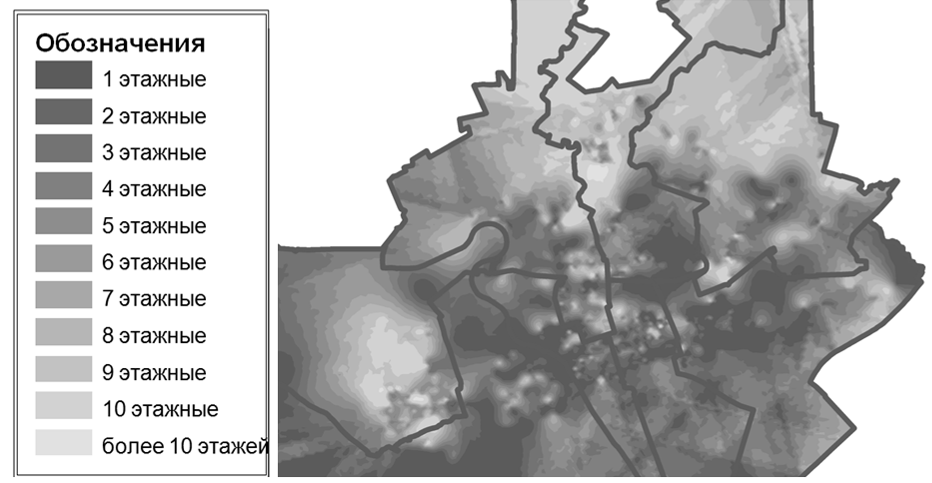 Обозначения
1 этажные
2 этажные
3 этажные
4 этажные
5 этажные
6 этажные
7 этажные
8 этажные
9 этажные
10 этажные
более 10 этажей